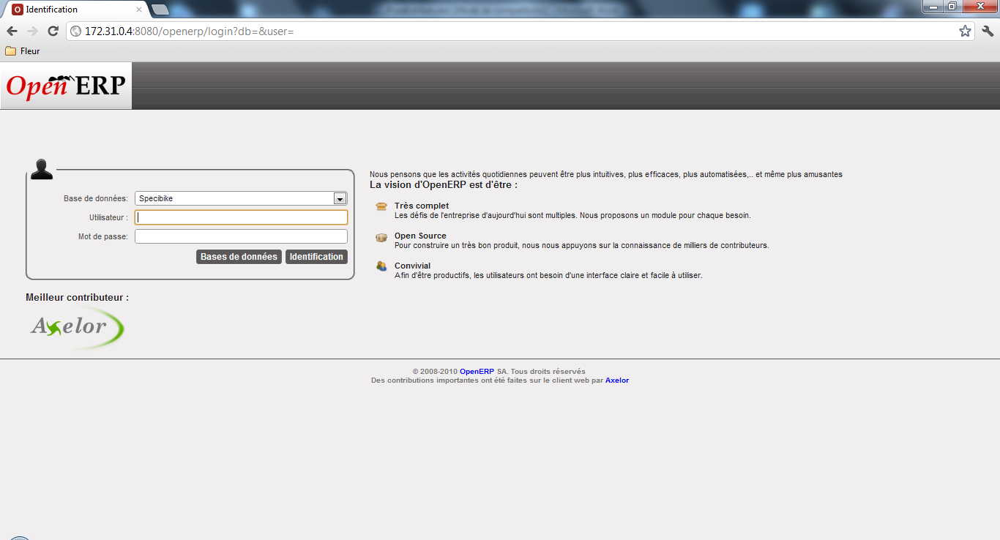 Identification
172.31.0.4:8080/openerp/login?db=&user=
Fleur
Open ERP
Nous pensons que les activités quotidiennes peuvent être plus intuitives, plus efficaces, plus automatisées,.. et même plus amusantes
La vision d'OpenERP est d'être :
Base de données: Specibike
Utilisateur :
Mot de passe:
Bases de données Identification
Très complet
Les défis de l'entreprise d'aujourd'hui sont multiples. Nous proposons un module pour chaque besoin.
Open Source
Pour construire un très bon produit, nous nous appuyons sur la connaissance de milliers de contributeurs.
Convivial
Afin d'être productifs, les utilisateurs ont besoin d'une interface claire et facile à utiliser.
Meilleur contributeur :
Axelor
© 2008-2010 OpenERP SA. Tous droits réservés
Des contributions importantes ont été faites sur le client web par Axelor